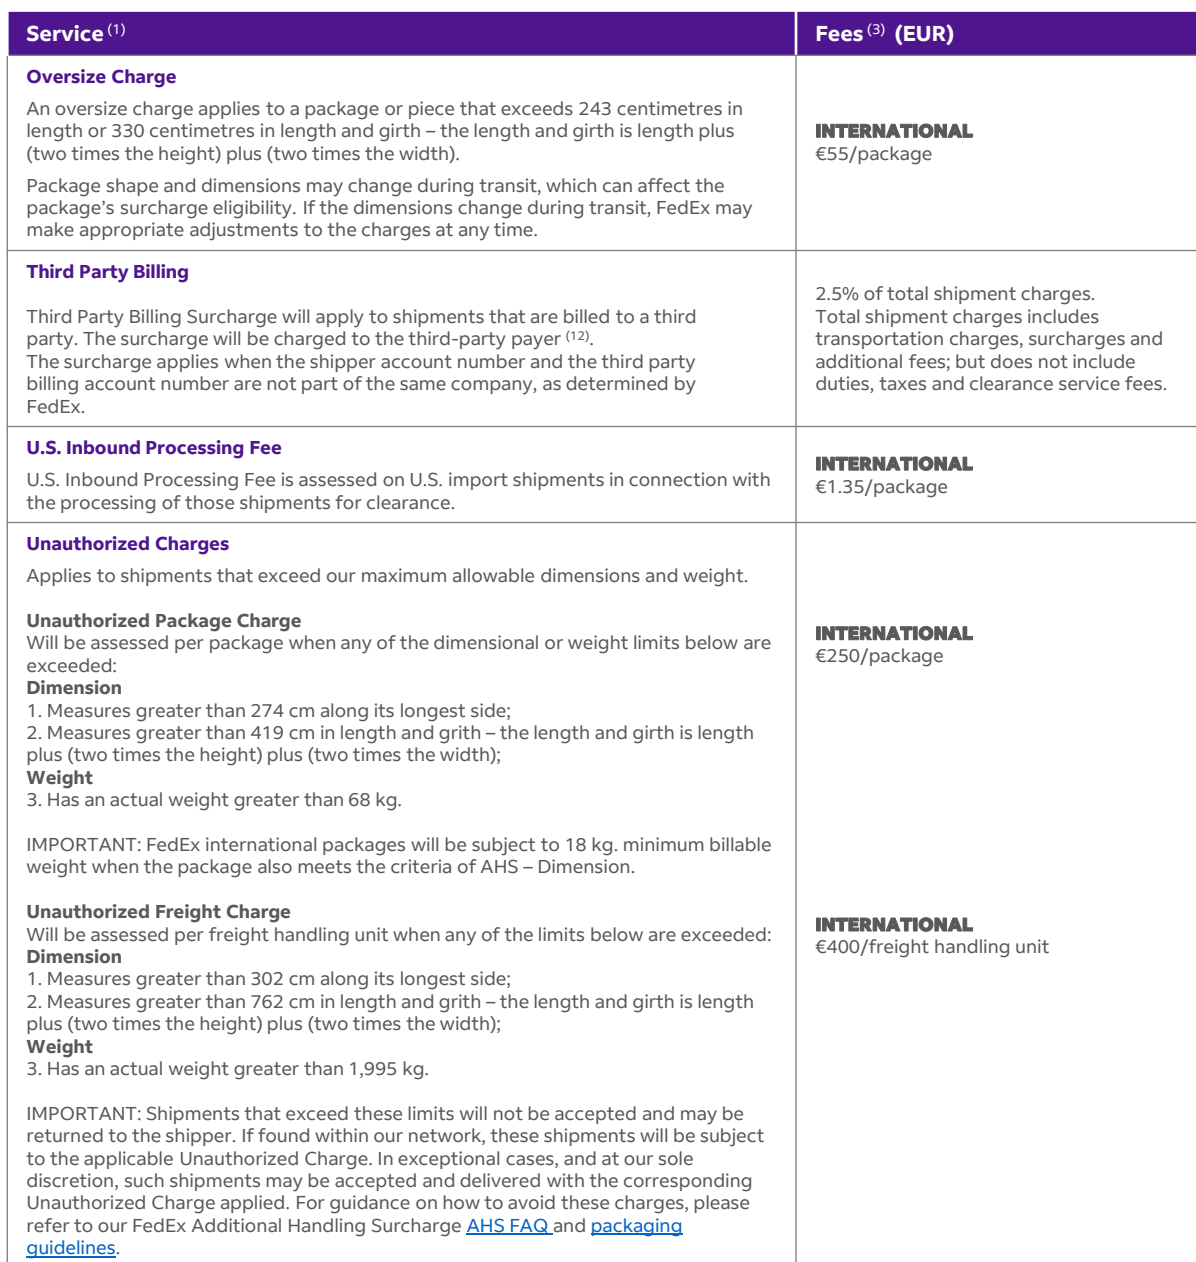 Service (1)
Fees (3) (EUR)
Oversize Charge
An oversize charge applies to a package or piece that exceeds 243 centimetres in
length or 330 centimetres in length and girth – the length and girth is length plus
(two times the height) plus (two times the width).
Package shape and dimensions may change during transit, which can affect the
package's surcharge eligibility. If the dimensions change during transit, FedEx may
make appropriate adjustments to the charges at any time.
INTERNATIONAL
€55/package
Third Party Billing
Third Party Billing Surcharge will apply to shipments that are billed to a third
party. The surcharge will be charged to the third-party payer (12).
The surcharge applies when the shipper account number and the third party
billing account number are not part of the same company, as determined by
FedEx.
2.5% of total shipment charges.
Total shipment charges includes
transportation charges, surcharges and
additional fees; but does not include
duties, taxes and clearance service fees.
U.S. Inbound Processing Fee
U.S. Inbound Processing Fee is assessed on U.S. import shipments in connection with
the processing of those shipments for clearance.
INTERNATIONAL
€1.35/package
Unauthorized Charges
Applies to shipments that exceed our maximum allowable dimensions and weight.
Unauthorized Package Charge
Will be assessed per package when any of the dimensional or weight limits below are
exceeded:
Dimension
1. Measures greater than 274 cm along its longest side;
2. Measures greater than 419 cm in length and grith – the length and girth is length
plus (two times the height) plus (two times the width);
Weight
3. Has an actual weight greater than 68 kg.
IMPORTANT: FedEx international packages will be subject to 18 kg. minimum billable
weight when the package also meets the criteria of AHS – Dimension.
INTERNATIONAL
€250/package
Unauthorized Freight Charge
Will be assessed per freight handling unit when any of the limits below are exceeded:
Dimension
1. Measures greater than 302 cm along its longest side;
2. Measures greater than 762 cm in length and grith – the length and girth is length
plus (two times the height) plus (two times the width);
Weight
3. Has an actual weight greater than 1,995 kg.
IMPORTANT: Shipments that exceed these limits will not be accepted and may be
returned to the shipper. If found within our network, these shipments will be subject
to the applicable Unauthorized Charge. In exceptional cases, and at our sole
discretion, such shipments may be accepted and delivered with the corresponding
Unauthorized Charge applied. For guidance on how to avoid these charges, please
refer to our FedEx Additional Handling Surcharge AHS FAQ and packaging
guidelines.
INTERNATIONAL
€400/freight handling unit